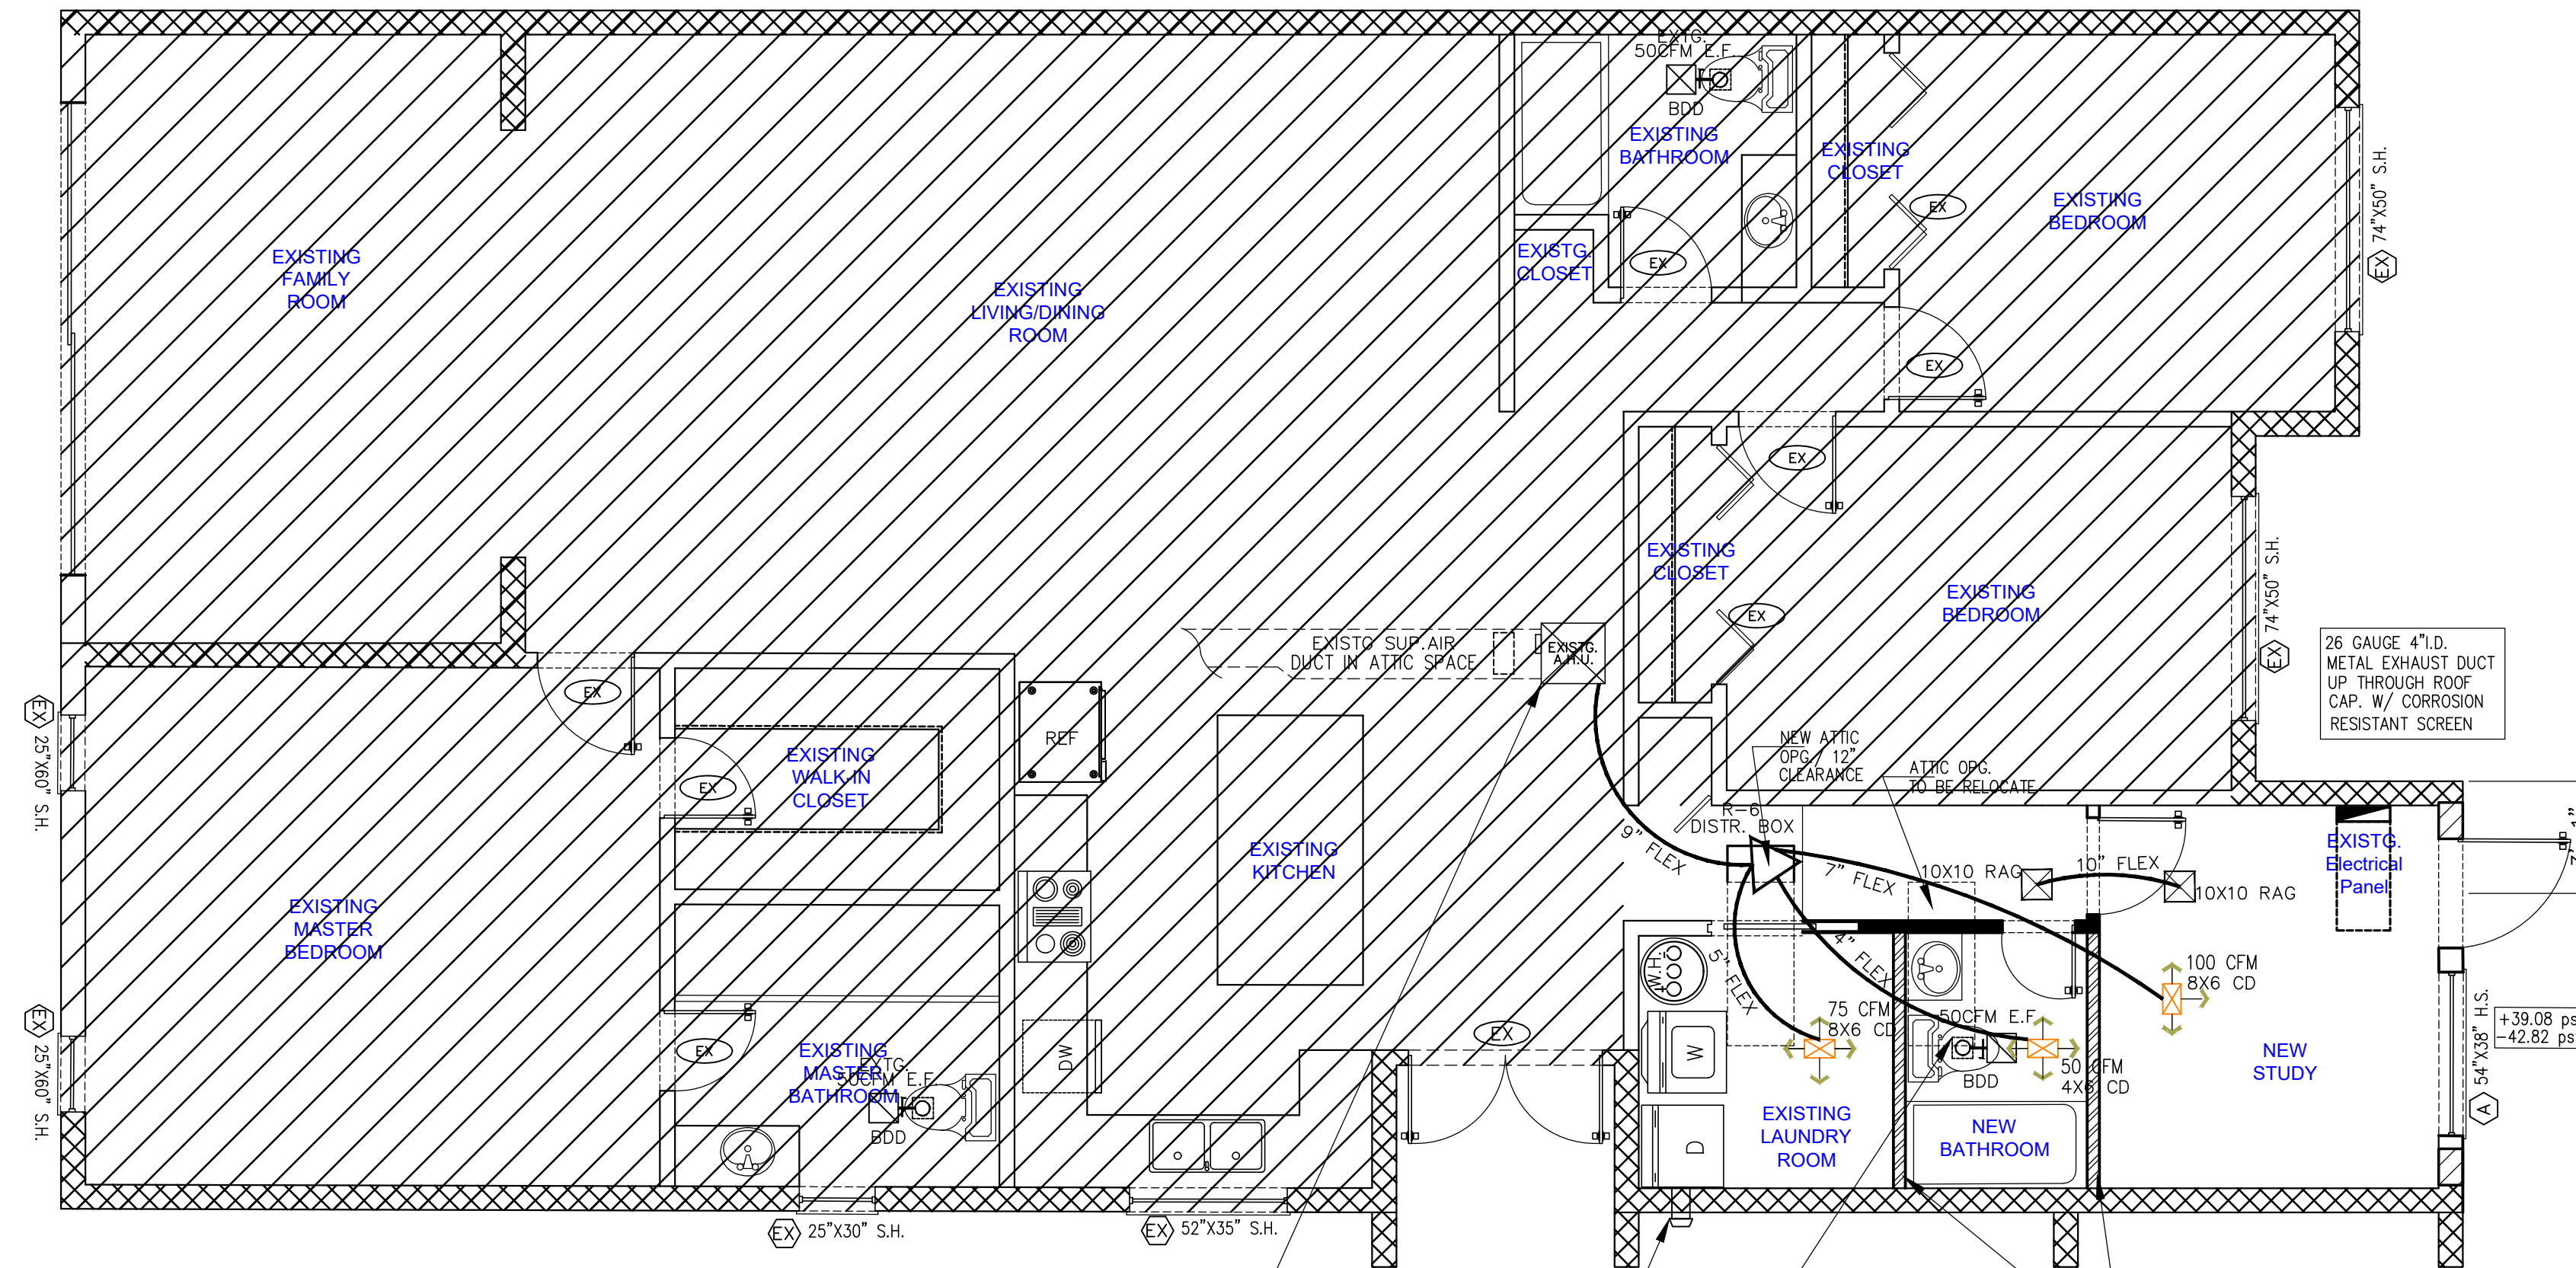 EXTG.
50CFM E.F.
BDD
EXISTING
BATHROOM
EXISTING
CLOSET
EXISTING
BEDROOM
EX
74"X50" S.H.
EX
EXISTING
FAMILY
ROOM
EXISTING
LIVING/DINING
ROOM
EXISTG.
CLOSET
EX
EX
EX
EXISTING
CLOSET
EXISTING
BEDROOM
EX
74"X50" S.H.
EX
EXISTG SUP.AIR
DUCT IN ATTIC SPACE
EXISTG.
A.H.U.
26 GAUGE 4"I.D.
METAL EXHAUST DUCT
UP THROUGH ROOF
CAP. W/ CORROSION
RESISTANT SCREEN
EX
EX
25"X60" S.H.
EXISTING
WALK-IN
CLOSET
EX
REF
NEW ATTIC
OPG./ 12"
CLEARANCE
ATTIC OPG.
TO BE RELOCATE
R-6
DISTR. BOX
9" FLEX
7" FLEX
10X10 RAG
10" FLEX
10X10 RAG
EXISTG.
Electrical
Panel
EXISTING
KITCHEN
EXISTING
MASTER
BEDROOM
5" FLEX
4" FLEX
W.H.
100 CFM
8X6 CD
75 CFM
8X6 CD
50CFM E.F.
BDD
50 CFM
4X6 CD
+39.08 ps
-42.82 ps
54"X38" H.S.
A
EX
25"X60" S.H.
EX
EXISTING
MASTER
BATHROOM
EXTG.
50CFM E.F.
BDD
DW
EX
W
D
EXISTING
LAUNDRY
ROOM
NEW
BATHROOM
NEW
STUDY
EX
25"X30" S.H.
EX
52"X35" S.H.